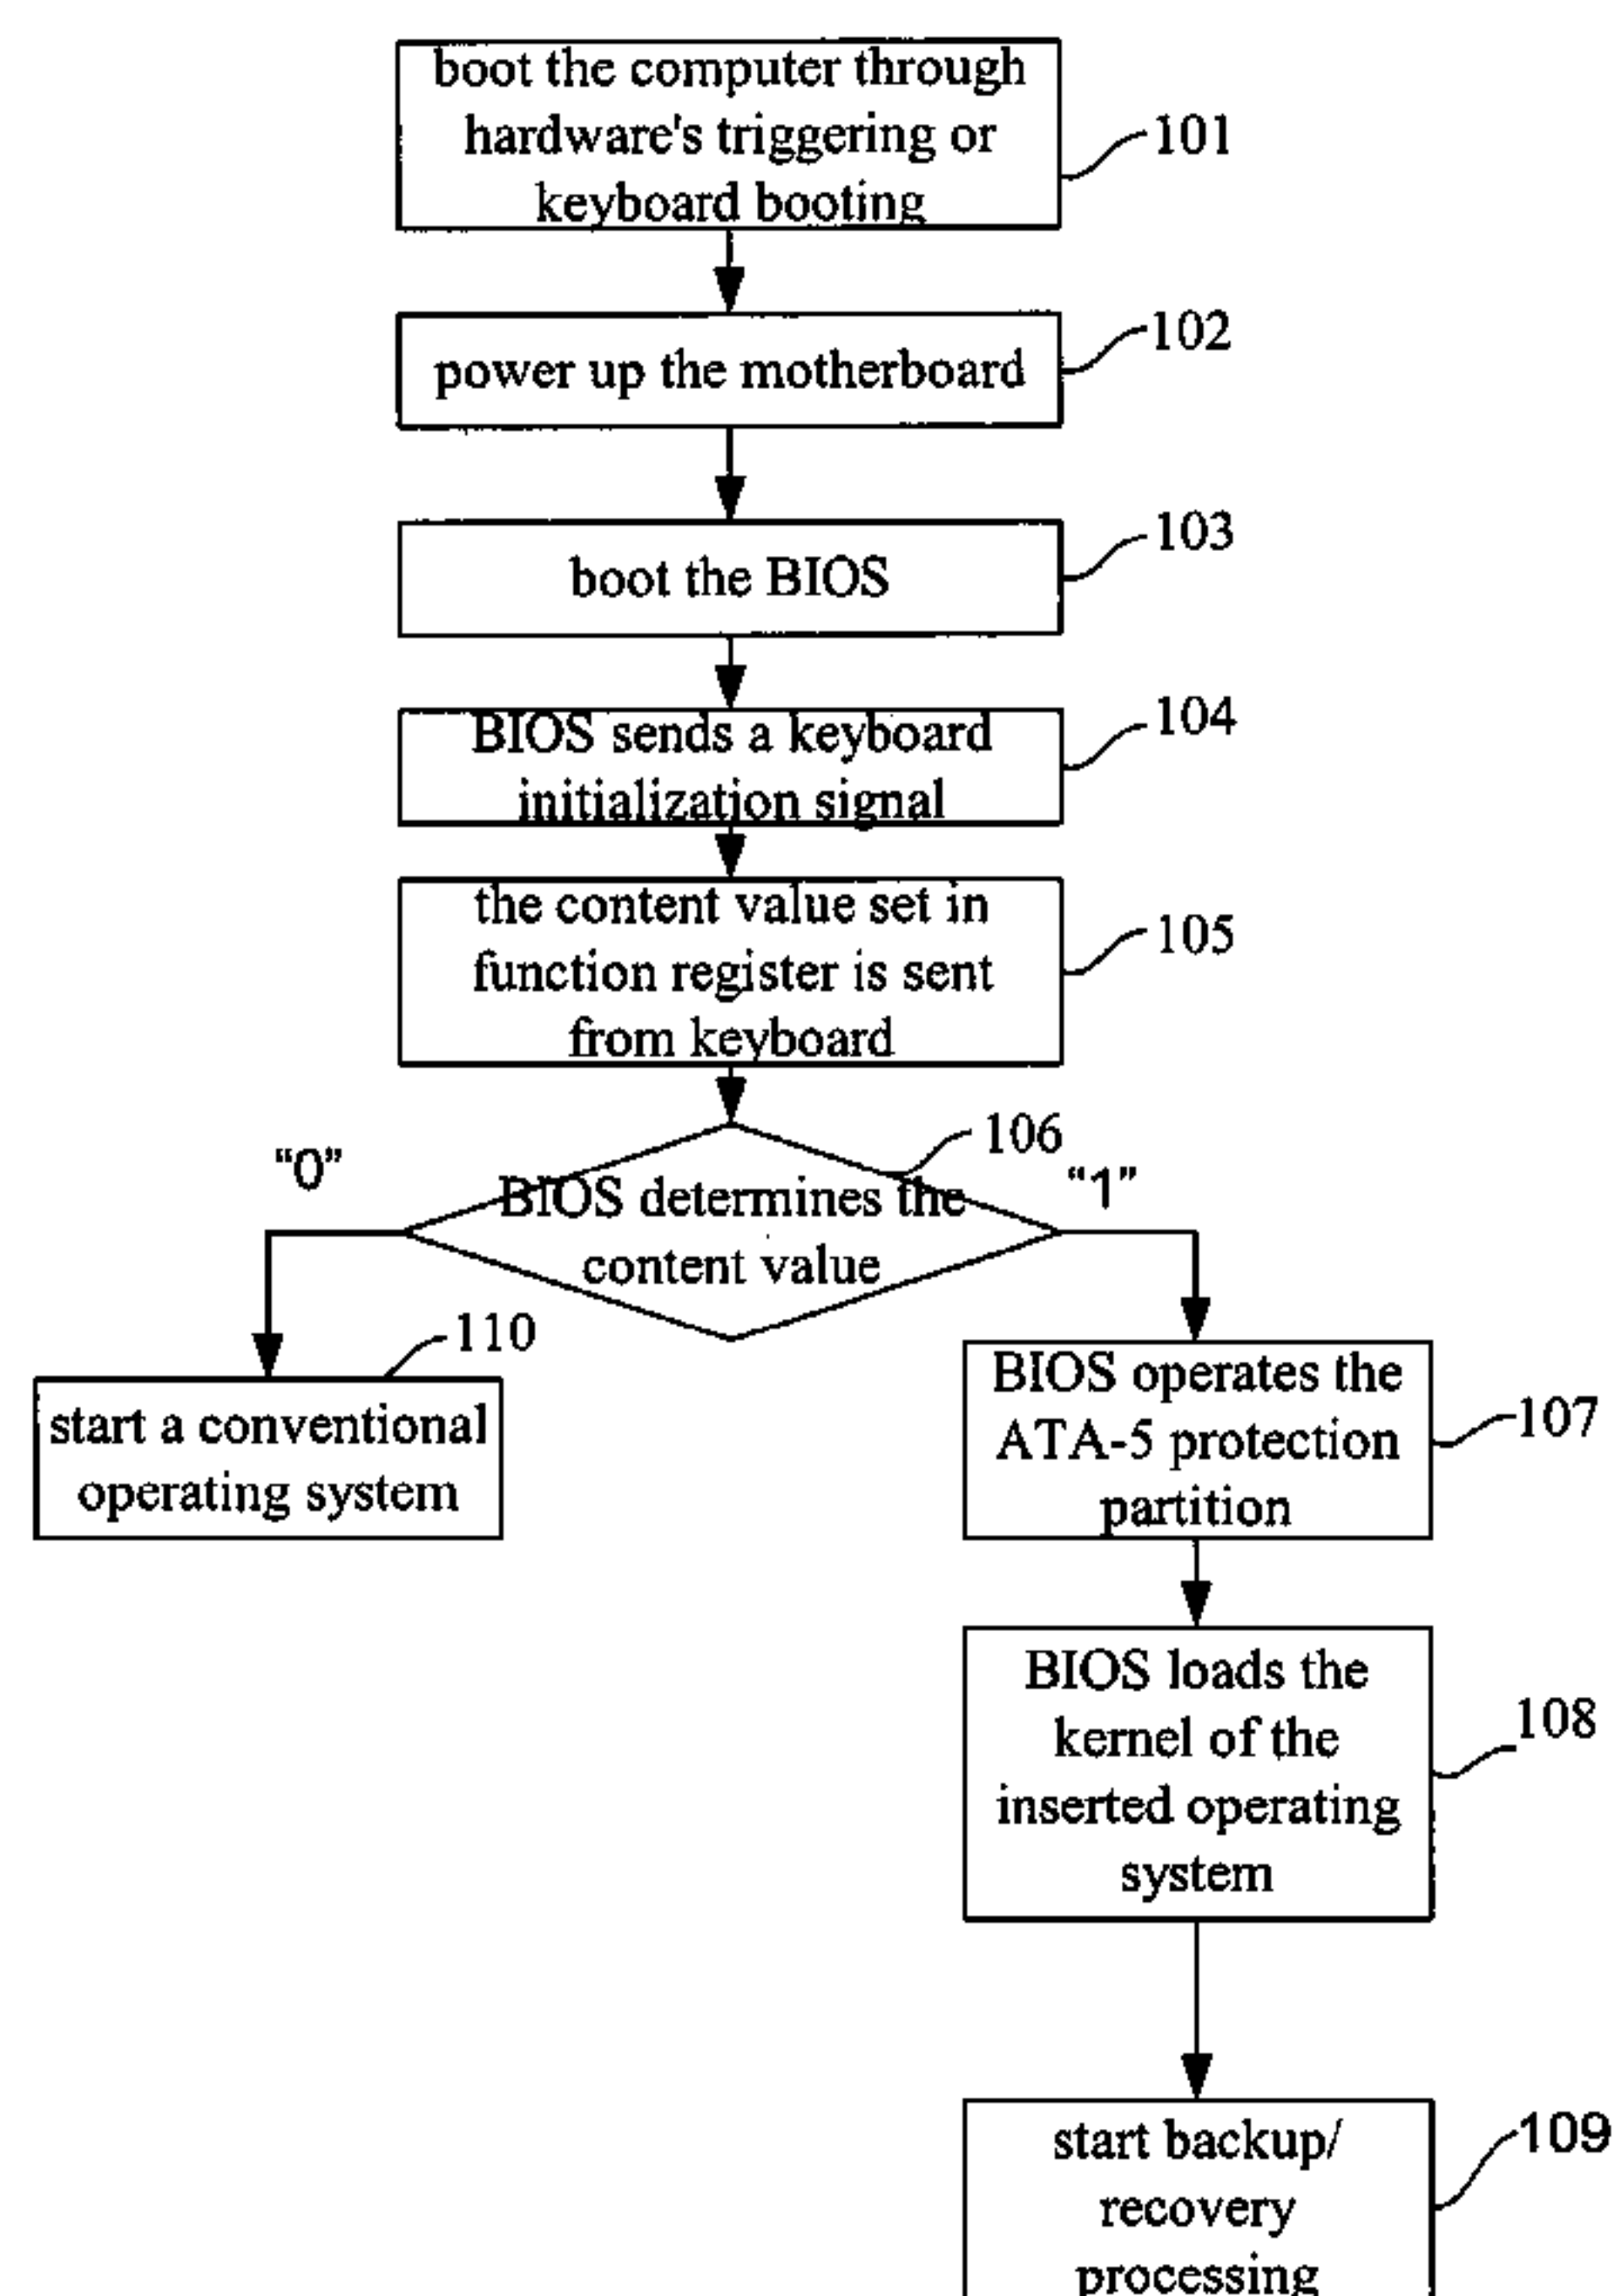 boot the computer through
hardware's triggering or
keyboard booting
101
power up the motherboard
102
boot the BIOS
103
BIOS sends a keyboard
initialization signal
104
the content value set in
function register is sent
from keyboard
105
106
“0”
“1”
BIOS determines the
content value
110
start a conventional
operating system
BIOS operates the
ATA-5 protection
partition
107
BIOS loads the
kernel of the
inserted operating
system
108
start backup/
recovery
processing
109